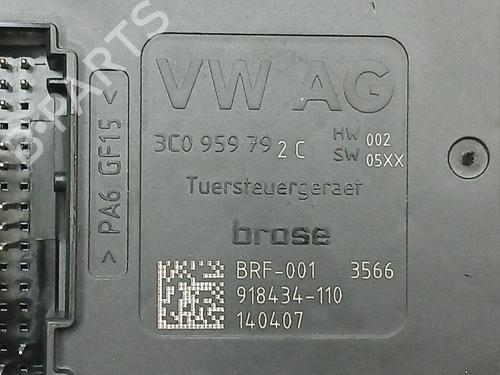 VW AG
3C0 959 79 2 C HW 002
SW 05XX
Tuersteuergeraet
brose
BRF-001 3566
918434-110
140407
> PA6 GF15 <
B-PARTS